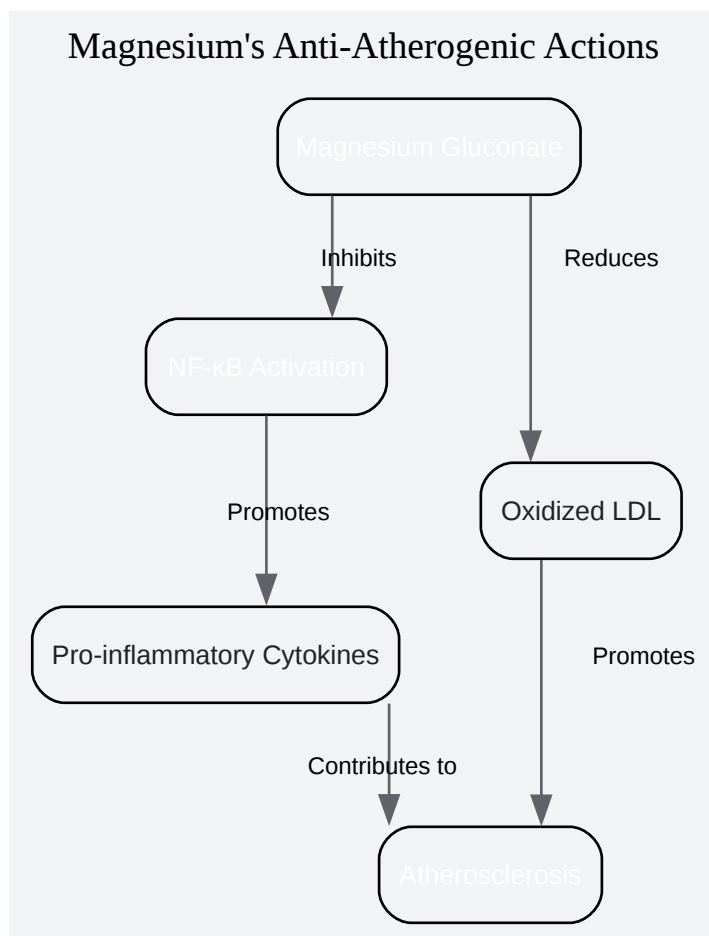 Magnesium's Anti-Atherogenic Actions
Magnesium Gluconate
Inhibits
Reduces
NF-κB Activation
Promotes
Oxidized LDL
Pro-inflammatory Cytokines
Promotes
Contributes to
Atherosclerosis